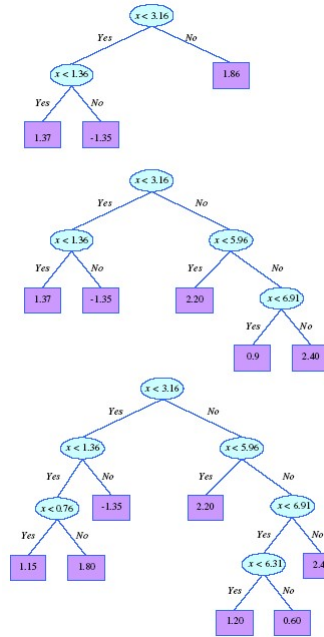 x < 3.16
Yes No
x < 1.36 1.86
Yes No
1.37 -1.35
x < 3.16
Yes No
x < 1.36 x < 5.96
Yes No Yes No
1.37 -1.35 2.20 x < 6.91
Yes No
0.9 2.40
x < 3.16
Yes No
x < 1.36 x < 5.96
Yes No Yes No
x < 0.76 -1.35 2.20 x < 6.91
Yes No Yes No
1.15 1.80 x < 6.31 2.4
Yes No
1.20 0.60